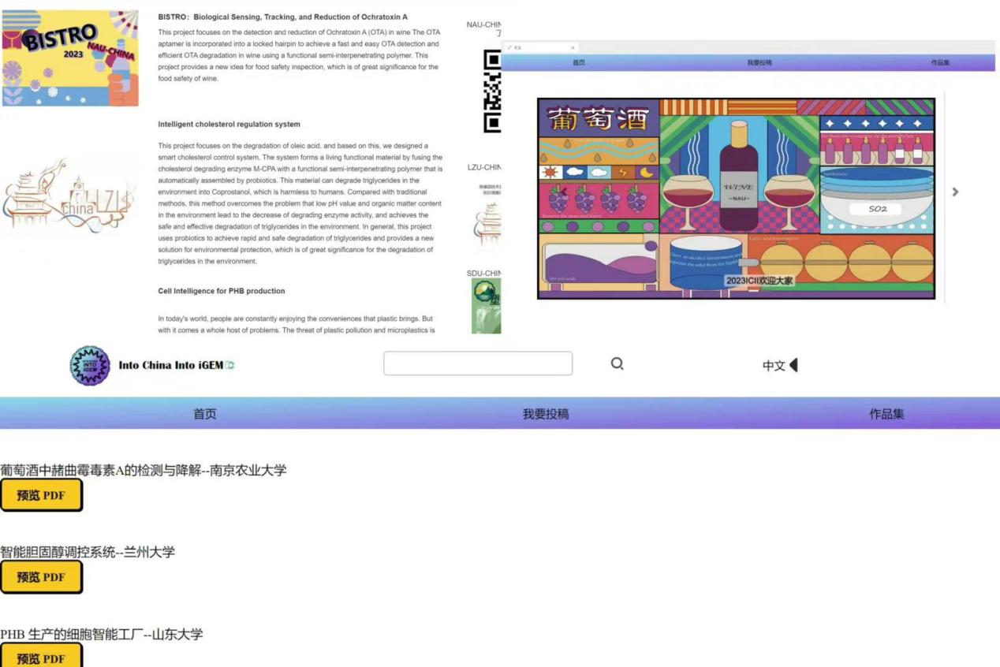 BISTRO
2023
NAU-CHINA
BISTRO: Biological Sensing, Tracking, and Reduction of Ochratoxin A
This project focuses on the detection and reduction of Ochratoxin A (OTA) in wine The OTA
aptamer is incorporated into a locked hairpin to achieve a fast and easy OTA detection and
efficient OTA degradation in wine using a functional semi-interpenetrating polymer. This
project provides a new idea for food safety inspection, which is of great significance for the
food safety of wine.
Intelligent cholesterol regulation system
This project focuses on the degradation of oleic acid, and based on this, we designed a
smart cholesterol control system. The system forms a living functional material by fusing the
cholesterol degrading enzyme M-CPA with a functional semi-interpenetrating polymer that is
automatically assembled by probiotics. This material can degrade triglycerides in the
environment into Coprostanol, which is harmless to humans. Compared with traditional
methods, this method overcomes the problem that low pH value and organic matter content
in the environment lead to the decrease of degrading enzyme activity, and achieves the
safe and effective degradation of triglycerides in the environment. In general, this project
uses probiotics to achieve rapid and safe degradation of triglycerides and provides a new
solution for environmental protection, which is of great significance for the degradation of
triglycerides in the environment.
china LZU
Cell Intelligence for PHB production
In today's world, people are constantly enjoying the conveniences that plastic brings. But
with it comes a whole host of problems. The threat of plastic pollution and microplastics is
NAU-CHIN
LZU-CHIN
SDU-CHIN
塑
首页 我要投稿 作品集
葡萄酒
WINE
-NAU-
SO2
2023ICII欢迎大家
INTO
IGEM
Into China Into iGEM
中文
首页 我要投稿 作品集
葡萄酒中赭曲霉毒素A的检测与降解--南京农业大学
预览 PDF
智能胆固醇调控系统--兰州大学
预览 PDF
PHB 生产的细胞智能工厂--山东大学
预览 PDF